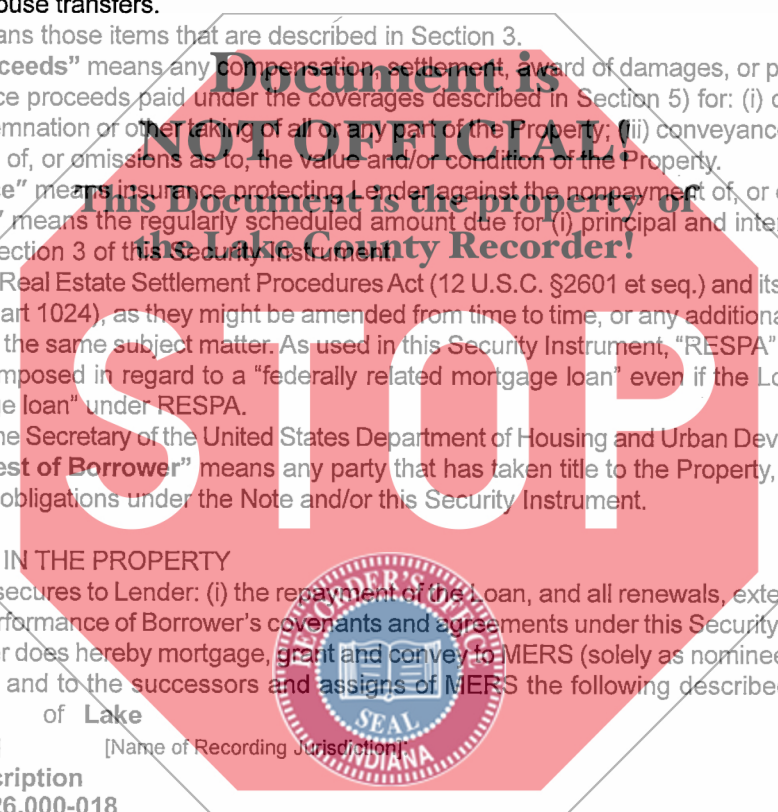 ouse transfers.
ans those items that are described in Section 3.
ceeds” means any compensation, settlement, award of damages, or p
ce proceeds paid under the coverages described in Section 5) for: (i) d
emnation or other taking of all or any part of the Property; (iii) conveyanc
of, or omissions as to, the value and/or condition of the Property.
e” means insurance protecting Lender against the nonpayment of, or
” means the regularly scheduled amount due for (i) principal and inte
ection 3 of this Security Instrument.
Real Estate Settlement Procedures Act (12 U.S.C. §2601 et seq.) and its
art 1024), as they might be amended from time to time, or any additiona
the same subject matter. As used in this Security Instrument, “RESPA”
mposed in regard to a “federally related mortgage loan” even if the Lo
e loan” under RESPA.
he Secretary of the United States Department of Housing and Urban Dev
est of Borrower” means any party that has taken title to the Property,
obligations under the Note and/or this Security Instrument.
IN THE PROPERTY
secures to Lender: (i) the repayment of the Loan, and all renewals, exte
rformance of Borrower’s covenants and agreements under this Security
r does hereby mortgage, grant and convey to MERS (solely as nominee
and to the successors and assigns of MERS the following describe
of Lake
[Name of Recording Jurisdiction]:
cription
26.000-018
Document is
NOT OFFICIAL!
This Document is the property of
the Lake County Recorder!
STOP
RECORDER'S OFFICE
SEAL
INDIANA